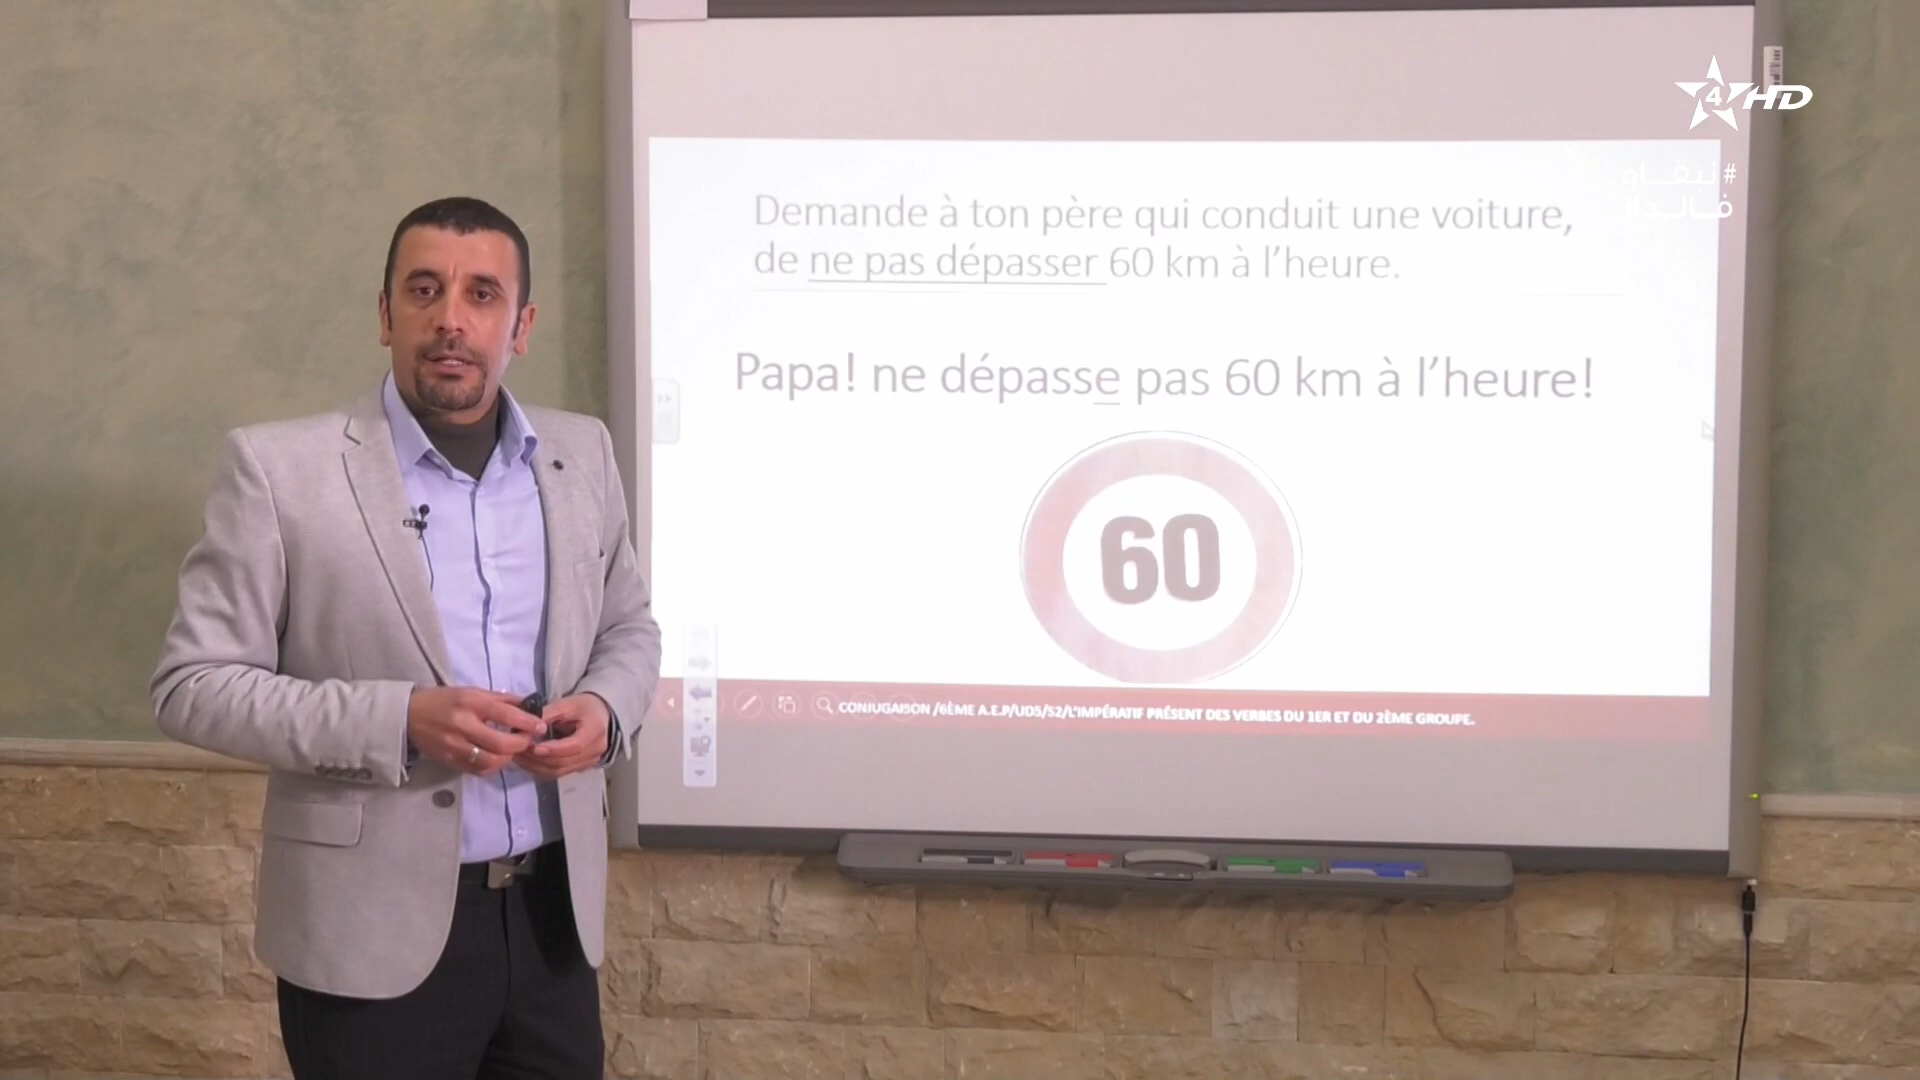 4 HD
#نبقاو
فالدار
Demande à ton père qui conduit une voiture,
de ne pas dépasser 60 km à l’heure.
Papa! ne dépasse pas 60 km à l’heure!
60
CONJUGAISON /6ÈME A.E.P/UD5/S2/L’IMPÉRATIF PRÉSENT DES VERBES DU 1ER ET DU 2ÈME GROUPE.